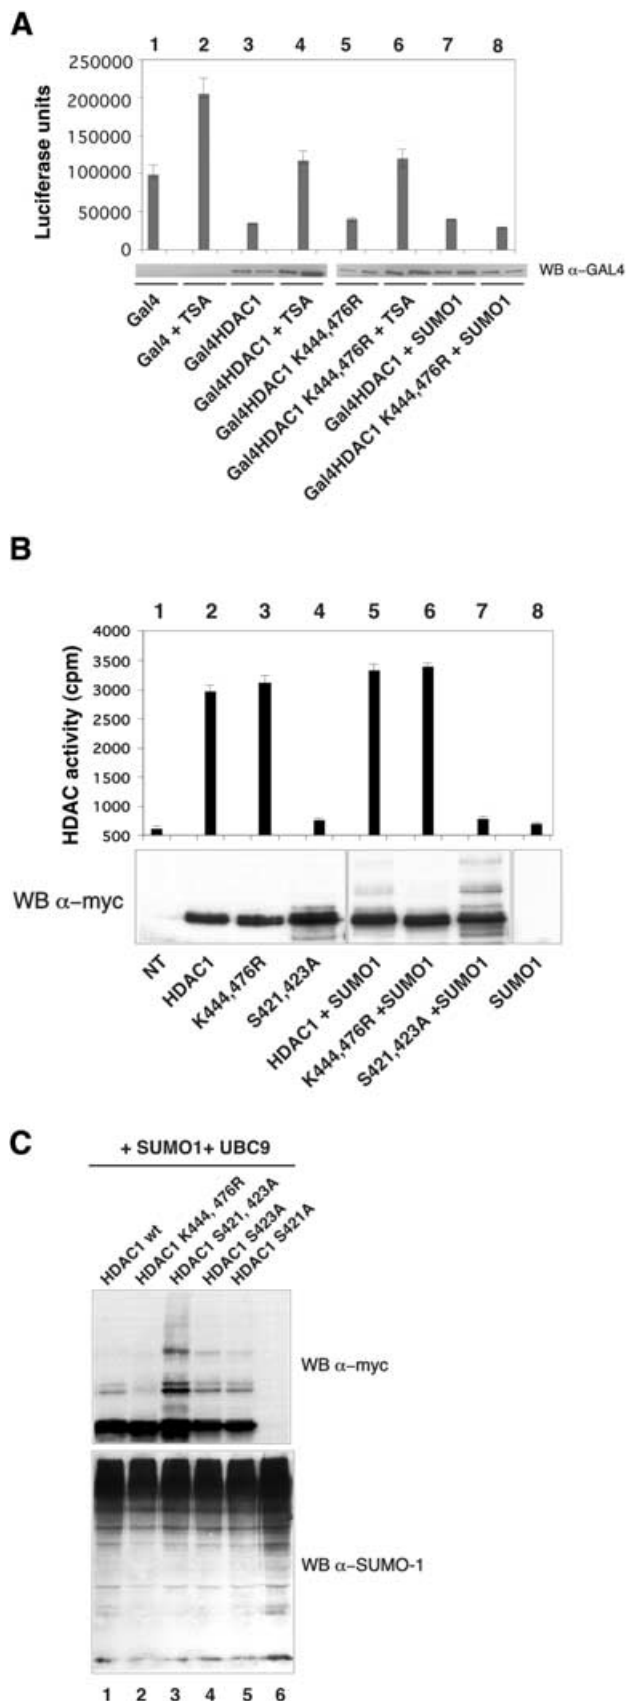 A
1 2 3 4 5 6 7 8
Luciferase units
250000
200000
150000
100000
50000
0
WB α–GAL4
Gal4
Gal4 + TSA
Gal4HDAC1
Gal4HDAC1 + TSA
Gal4HDAC1 K444,476R
Gal4HDAC1 K444,476R + TSA
Gal4HDAC1 + SUMO1
Gal4HDAC1 K444,476R + SUMO1
B
1 2 3 4 5 6 7 8
HDAC activity (cpm)
4000
3500
3000
2500
2000
1500
1000
500
WB α–myc
NT
HDAC1
K444,476R
S421,423A
HDAC1 + SUMO1
K444,476R +SUMO1
S421,423A +SUMO1
SUMO1
C
+ SUMO1+ UBC9
HDAC1 wt
HDAC1 K444, 476R
HDAC1 S421, 423A
HDAC1 S423A
HDAC1 S421A
WB α–myc
WB α–SUMO-1
1 2 3 4 5 6